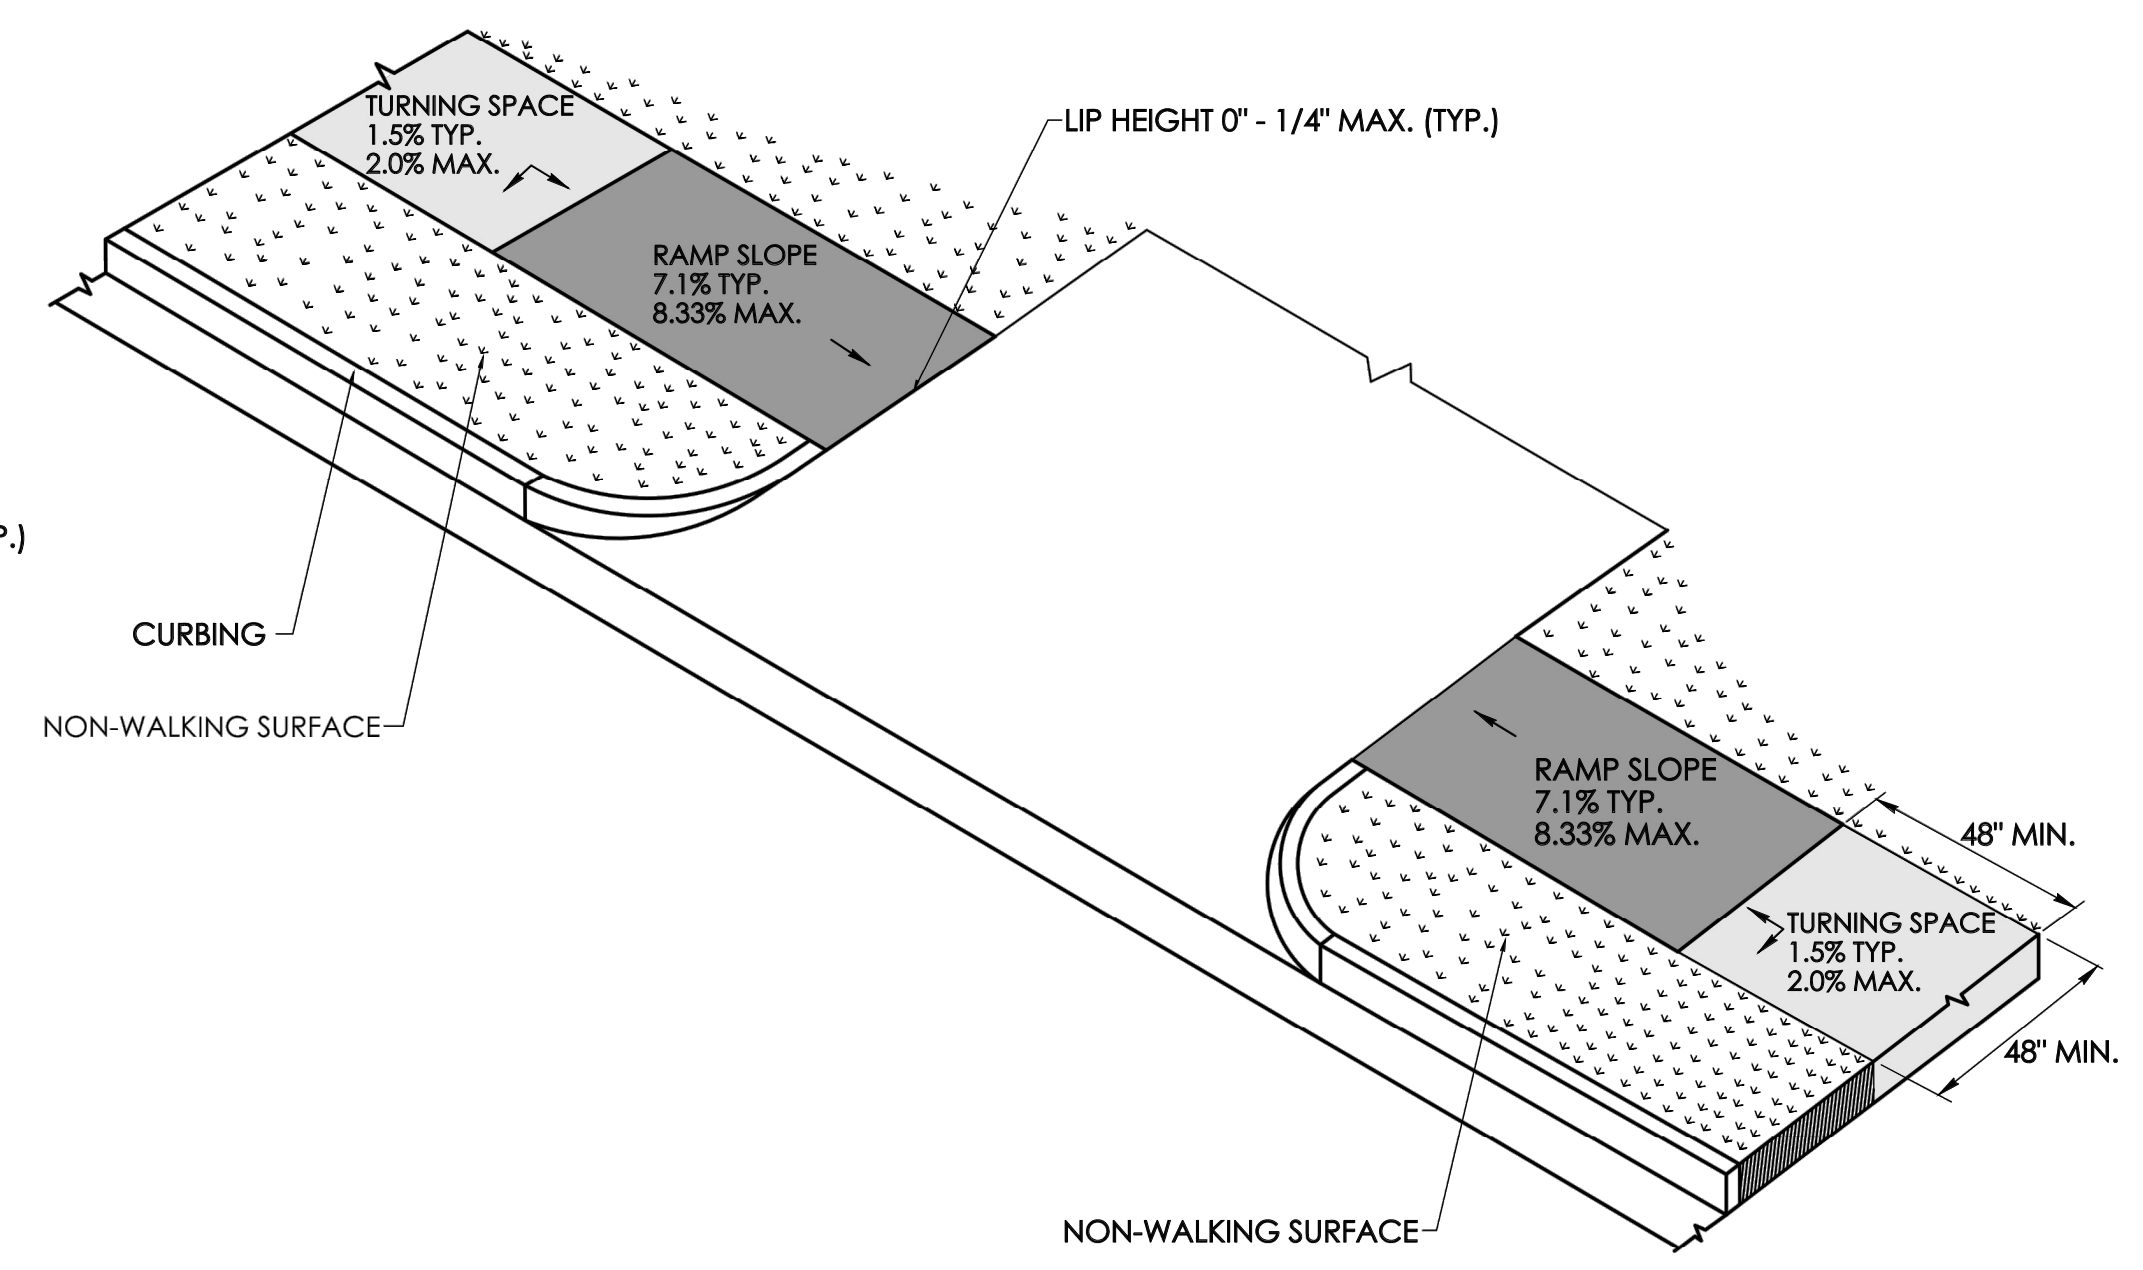 TURNING SPACE
1.5% TYP.
2.0% MAX.
LIP HEIGHT 0" - 1/4" MAX. (TYP.)
RAMP SLOPE
7.1% TYP.
8.33% MAX.
P.)
CURBING
NON-WALKING SURFACE
RAMP SLOPE
7.1% TYP.
8.33% MAX.
48" MIN.
TURNING SPACE
1.5% TYP.
2.0% MAX.
48" MIN.
NON-WALKING SURFACE